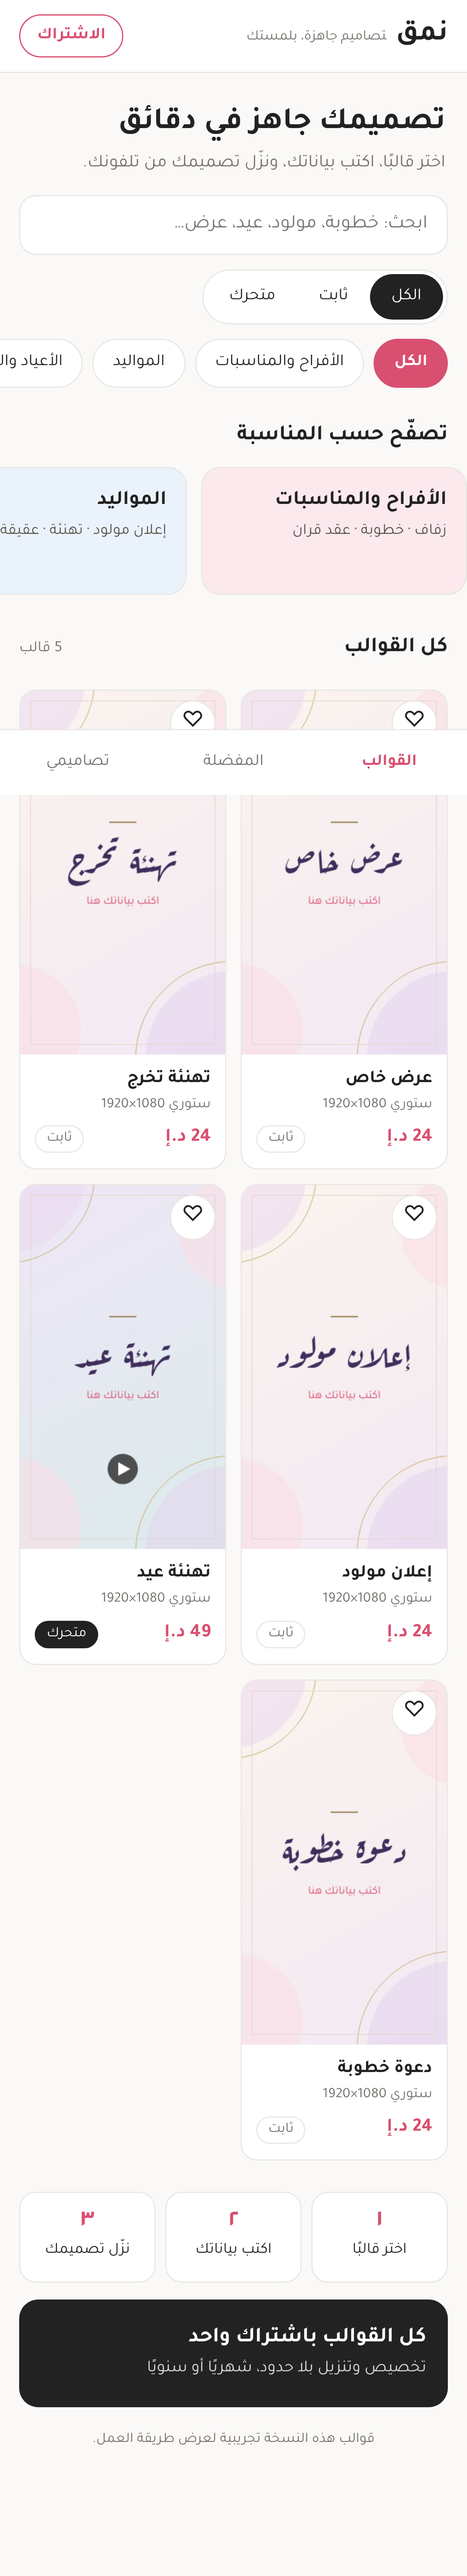 نمق
تصاميم جاهزة، بلمستك
الاشتراك
تصميمك جاهز في دقائق
اختر قالبًا، اكتب بياناتك، ونزّل تصميمك من تلفونك.
ابحث: خطوبة، مولود، عيد، عرض...
الكل
ثابت
متحرك
الكل
الأفراح والمناسبات
المواليد
الأعياد وال
تصفّح حسب المناسبة
الأفراح والمناسبات
زفاف · خطوبة · عقد قران
المواليد
إعلان مولود · تهنئة · عقيقة
كل القوالب
5 قالب
القوالب
المفضلة
تصاميمي
عرض خاص
اكتب بياناتك هنا
عرض خاص
ستوري 1080×1920
24 د.إ
ثابت
تهنئة تخرج
اكتب بياناتك هنا
تهنئة تخرج
ستوري 1080×1920
24 د.إ
ثابت
إعلان مولود
اكتب بياناتك هنا
إعلان مولود
ستوري 1080×1920
24 د.إ
ثابت
تهنئة عيد
اكتب بياناتك هنا
تهنئة عيد
ستوري 1080×1920
49 د.إ
متحرك
دعوة خطوبة
اكتب بياناتك هنا
دعوة خطوبة
ستوري 1080×1920
24 د.إ
ثابت
١
اختر قالبًا
٢
اكتب بياناتك
٣
نزّل تصميمك
كل القوالب باشتراك واحد
تخصيص وتنزيل بلا حدود، شهريًا أو سنويًا
قوالب هذه النسخة تجريبية لعرض طريقة العمل.